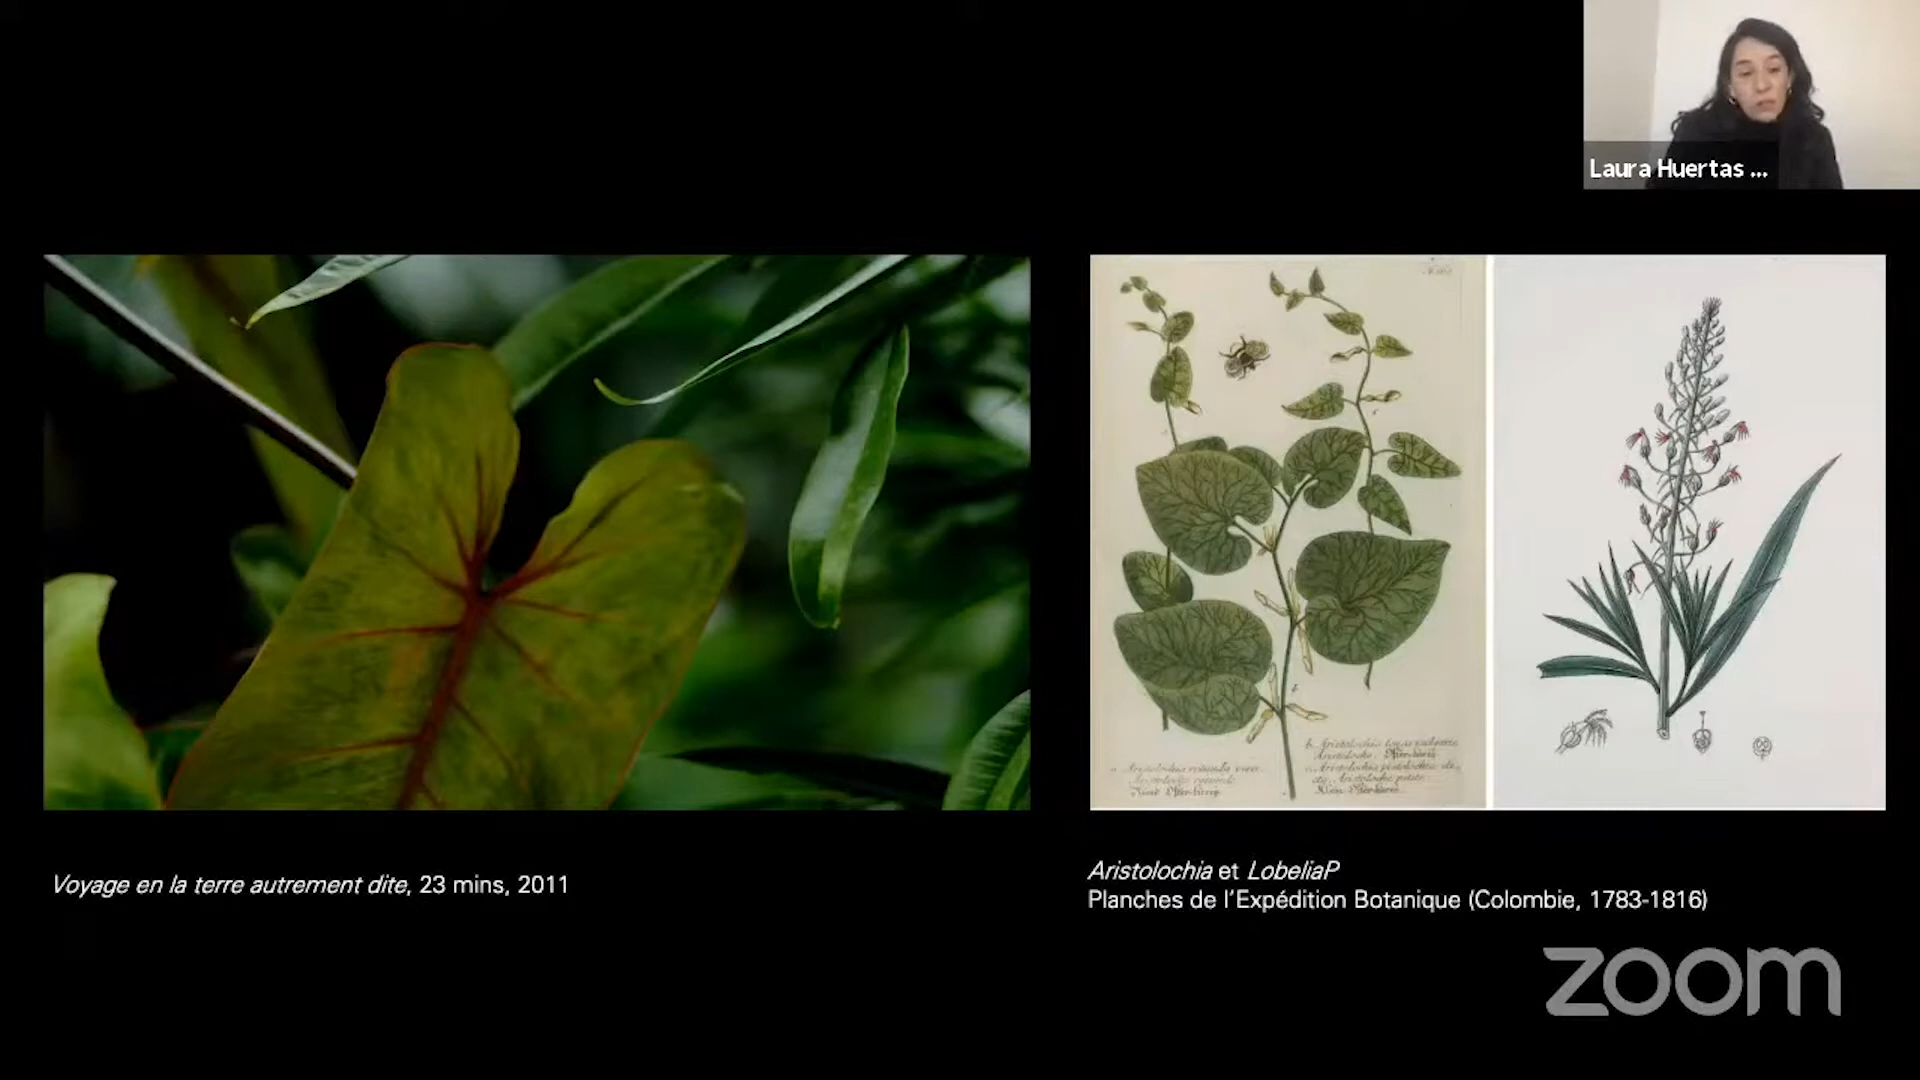 Laura Huertas ...
Voyage en la terre autrement dite, 23 mins, 2011
Aristolochia et LobeliaP
Planches de l'Expédition Botanique (Colombie, 1783-1816)
zoom